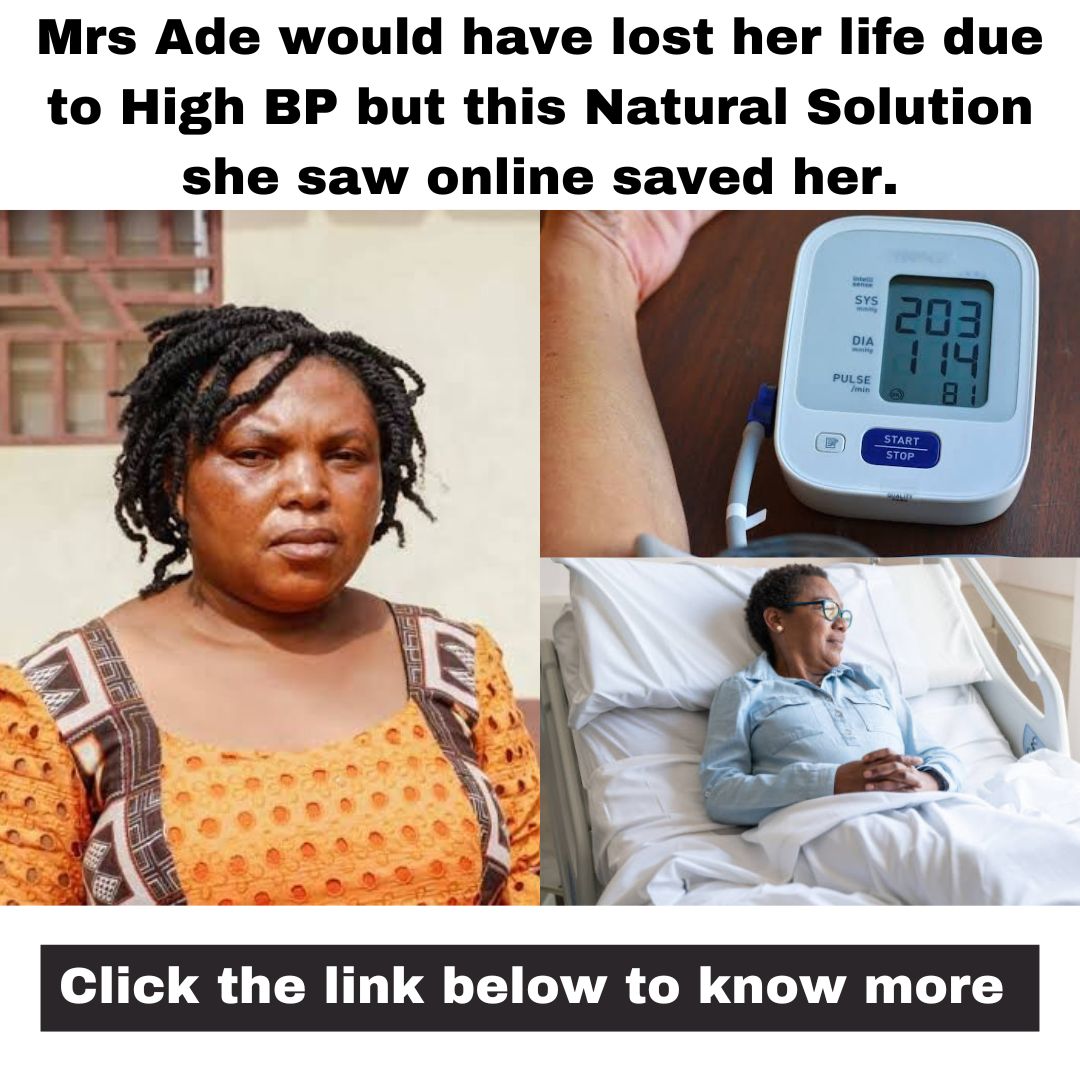 Mrs Ade would have lost her life due
to High BP but this Natural Solution
she saw online saved her.
intelli
sense
SYS
mmHg
203
DIA
mmHg
114
PULSE
/min
81
START
STOP
Click the link below to know more